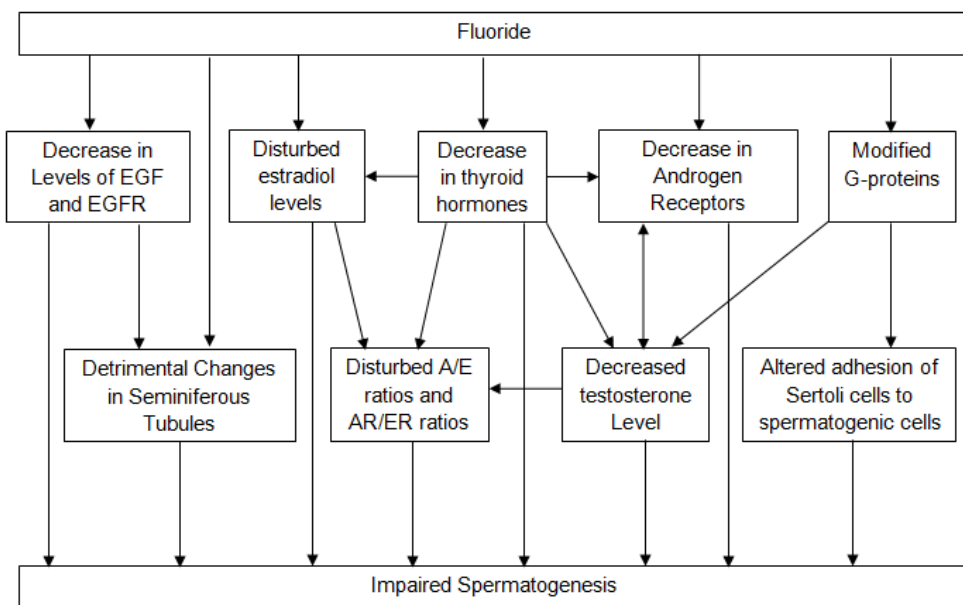 Fluoride
Decrease in
Levels of EGF
and EGFR
Disturbed
estradiol
levels
Decrease
in thyroid
hormones
Decrease in
Androgen
Receptors
Modified
G-proteins
Detrimental Changes
in Seminiferous
Tubules
Disturbed A/E
ratios and
AR/ER ratios
Decreased
testosterone
Level
Altered adhesion of
Sertoli cells to
spermatogenic cells
Impaired Spermatogenesis